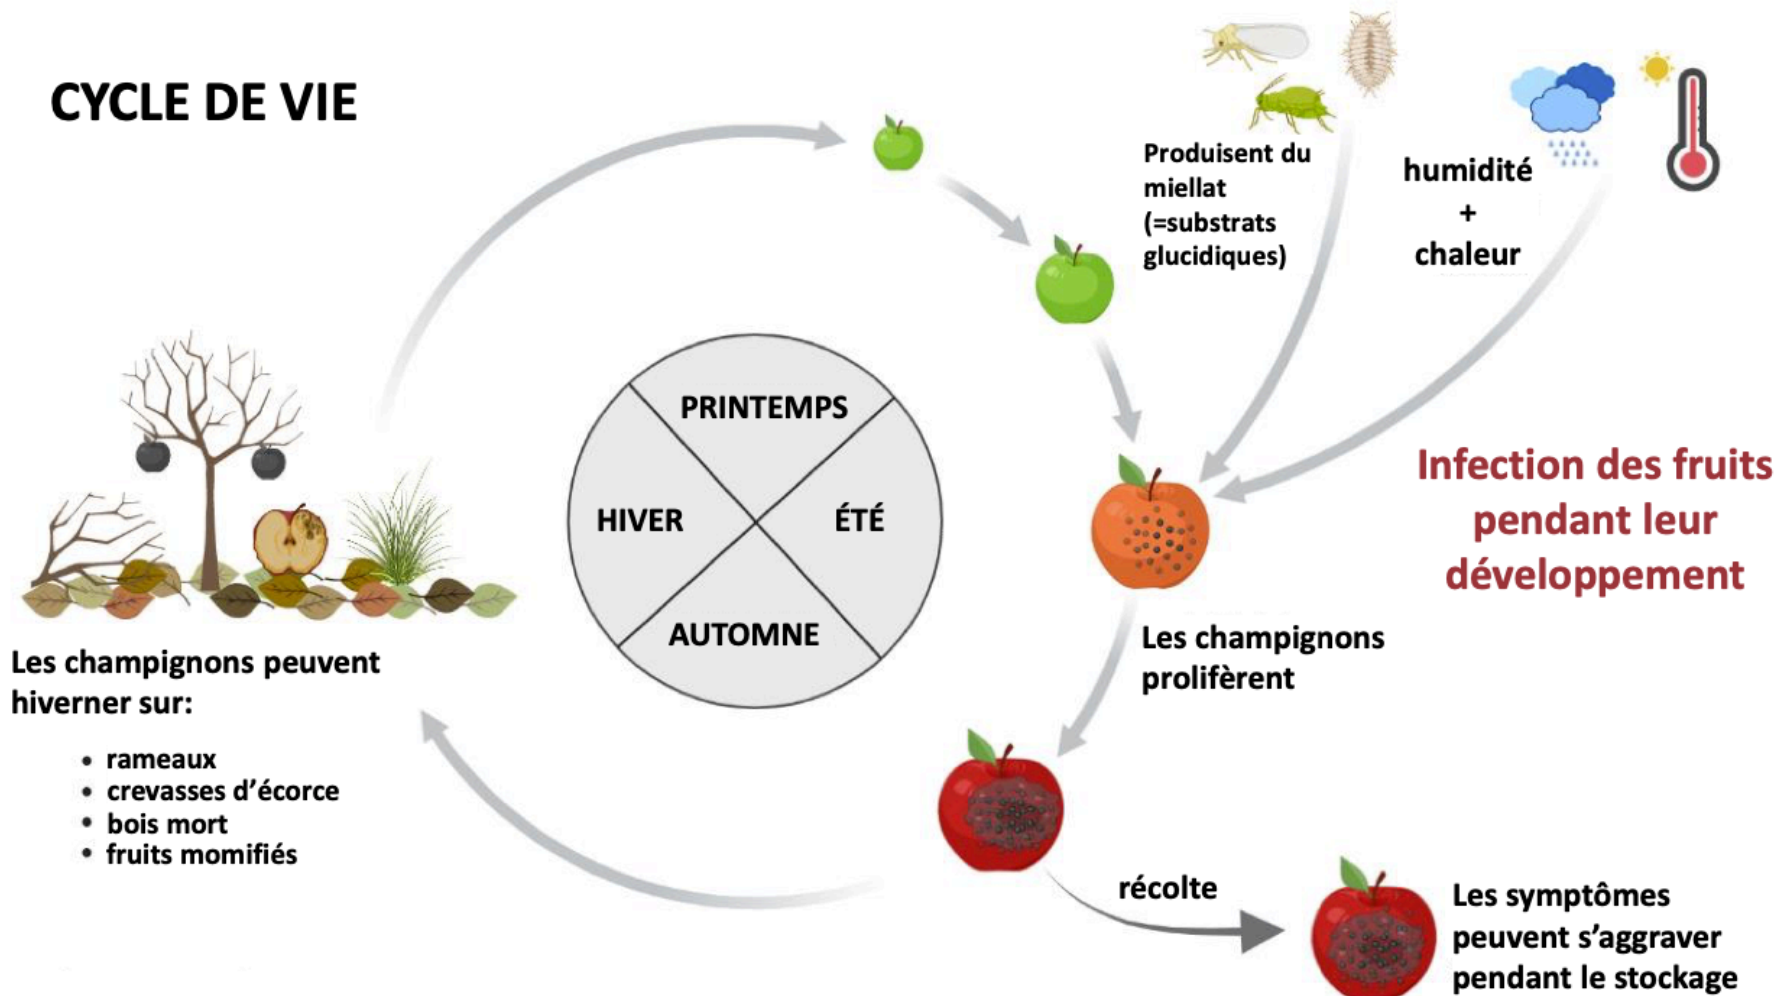 CYCLE DE VIE
Produisent du
miellat
(=substrats
glucidiques)
humidité
+
chaleur
PRINTEMPS
HIVER
ÉTÉ
AUTOMNE
Infection des fruits
pendant leur
développement
Les champignons
prolifèrent
Les champignons peuvent
hiverner sur:
• rameaux
• crevasses d'écorce
• bois mort
• fruits momifiés
récolte
Les symptômes
peuvent s'aggraver
pendant le stockage